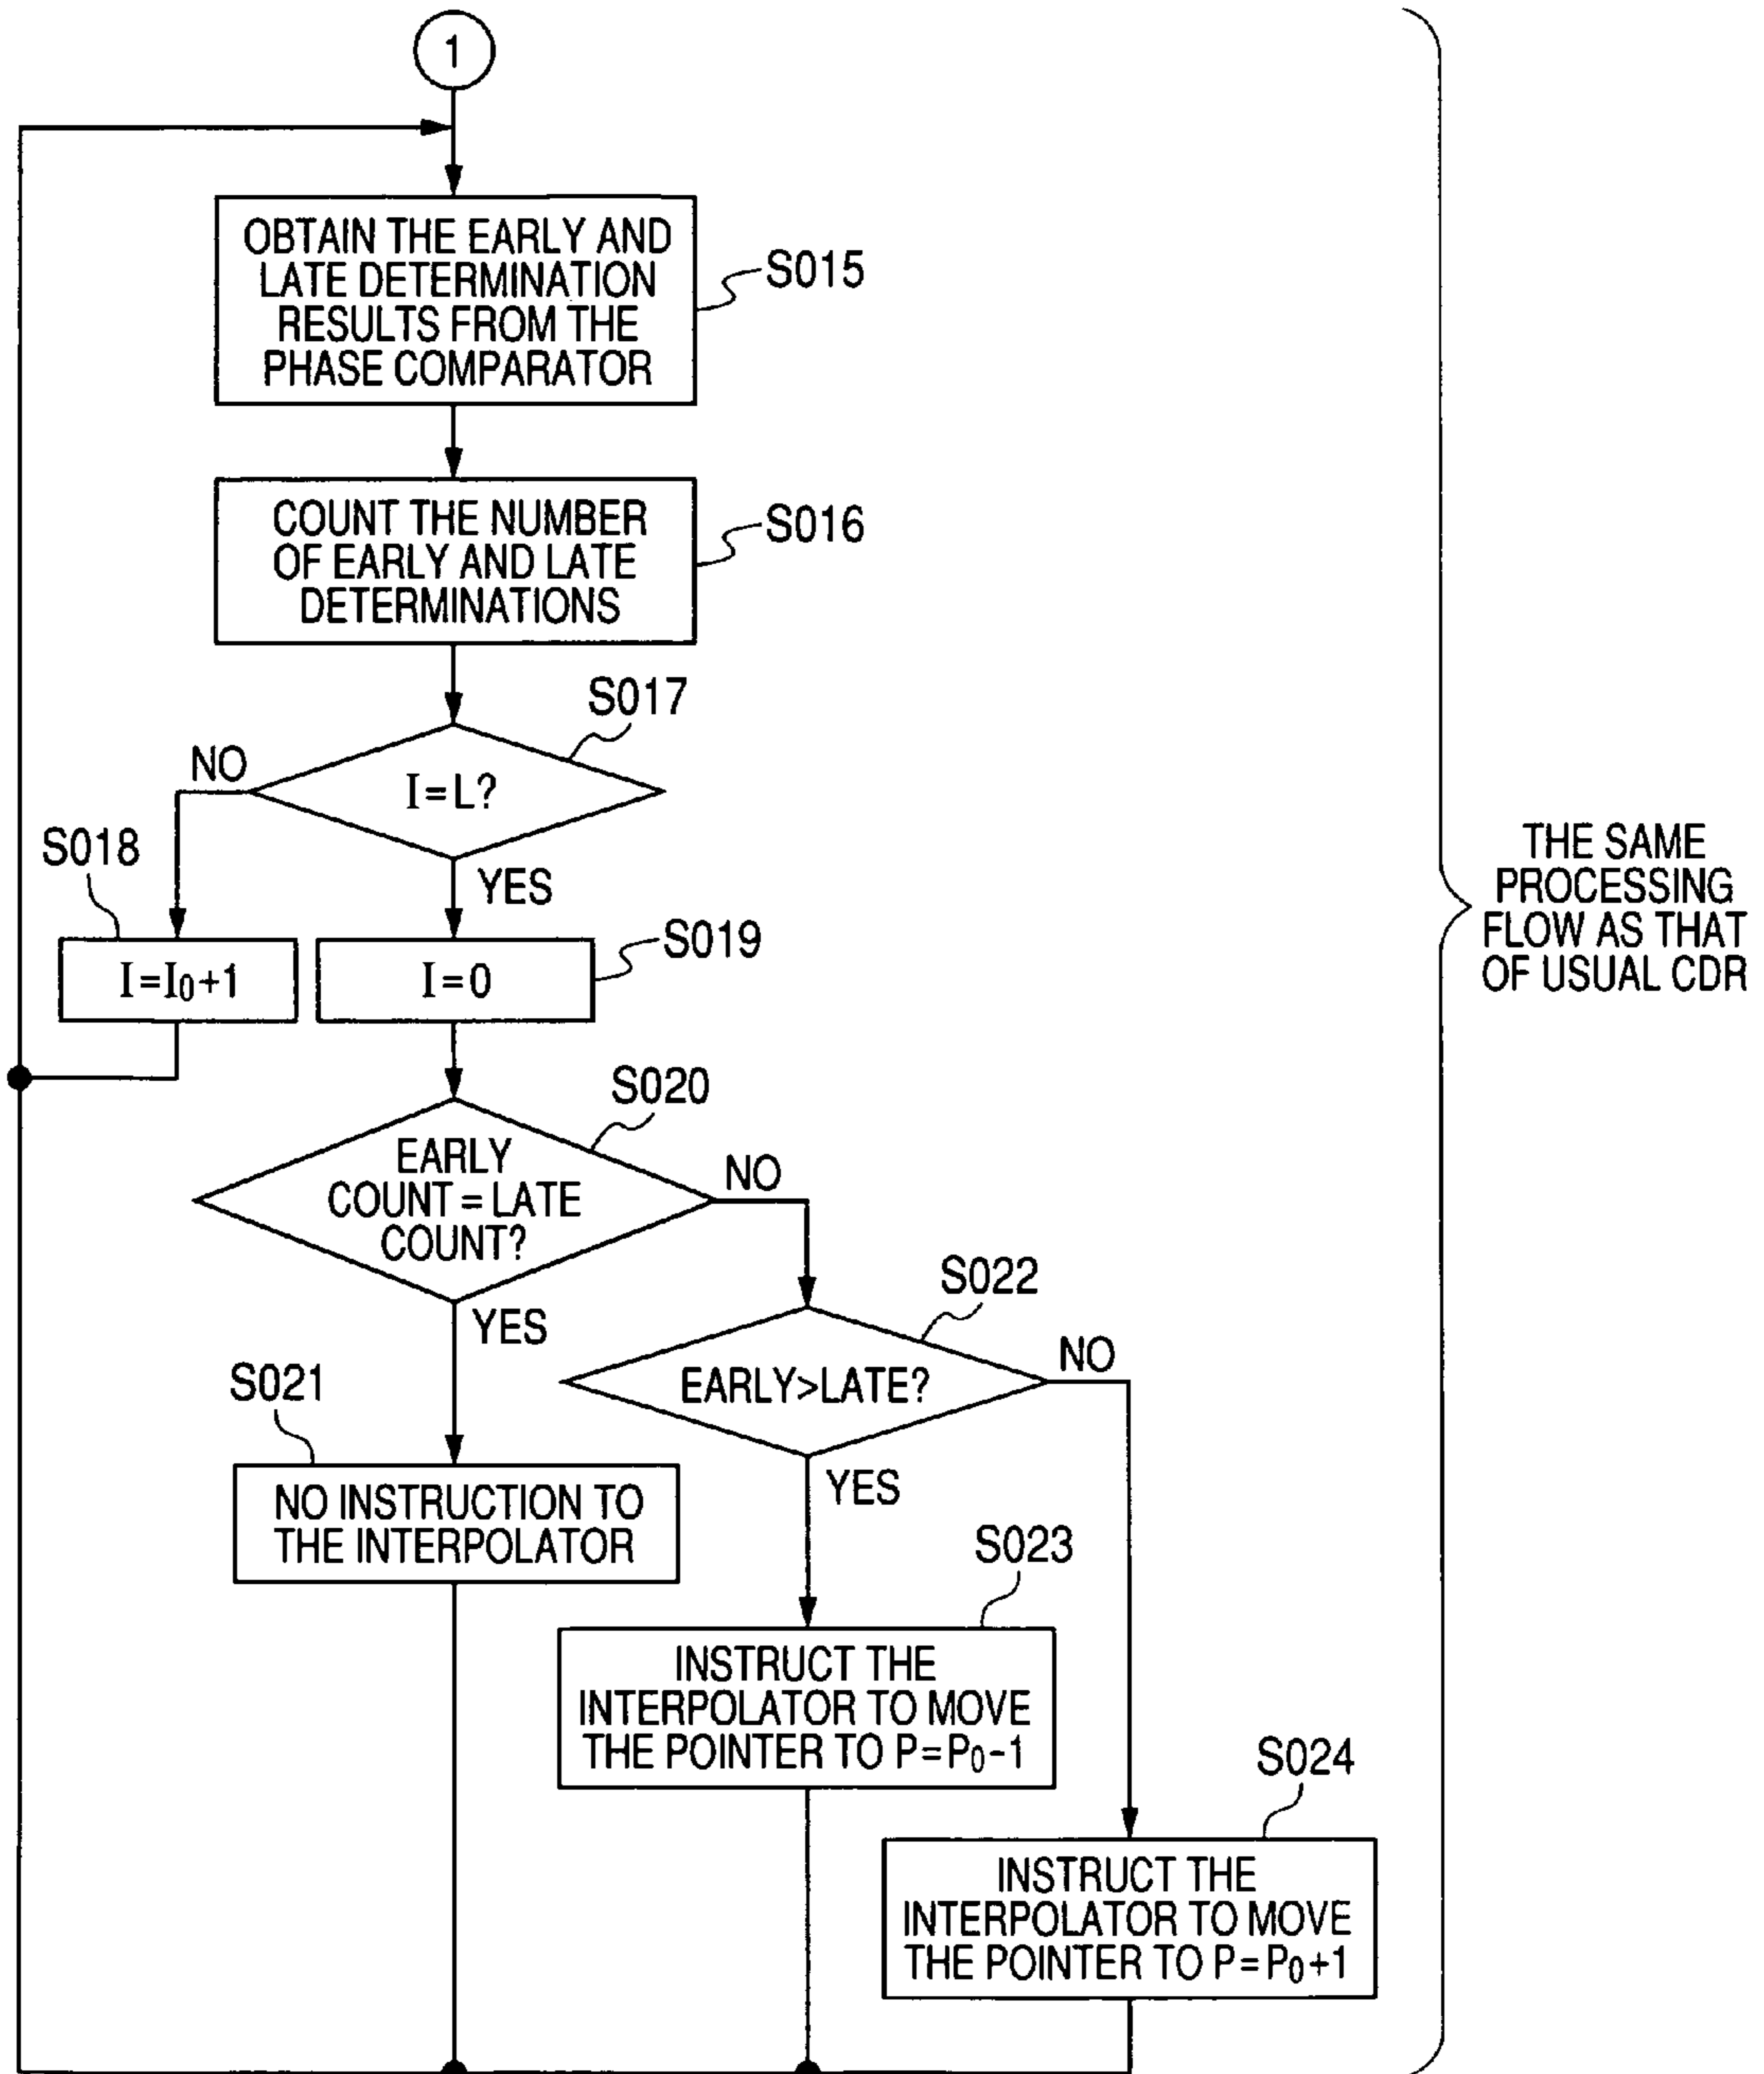 1
OBTAIN THE EARLY AND
LATE DETERMINATION
RESULTS FROM THE
PHASE COMPARATOR
S015
COUNT THE NUMBER
OF EARLY AND LATE
DETERMINATIONS
S016
S017
NO
I=L?
S018
YES
I=I0+1
I=0
S019
THE SAME
PROCESSING
FLOW AS THAT
OF USUAL CDR
S020
EARLY
COUNT=LATE
COUNT?
NO
YES
S022
EARLY>LATE?
NO
YES
S021
NO INSTRUCTION TO
THE INTERPOLATOR
S023
INSTRUCT THE
INTERPOLATOR TO MOVE
THE POINTER TO P=P0-1
S024
INSTRUCT THE
INTERPOLATOR TO MOVE
THE POINTER TO P=P0+1